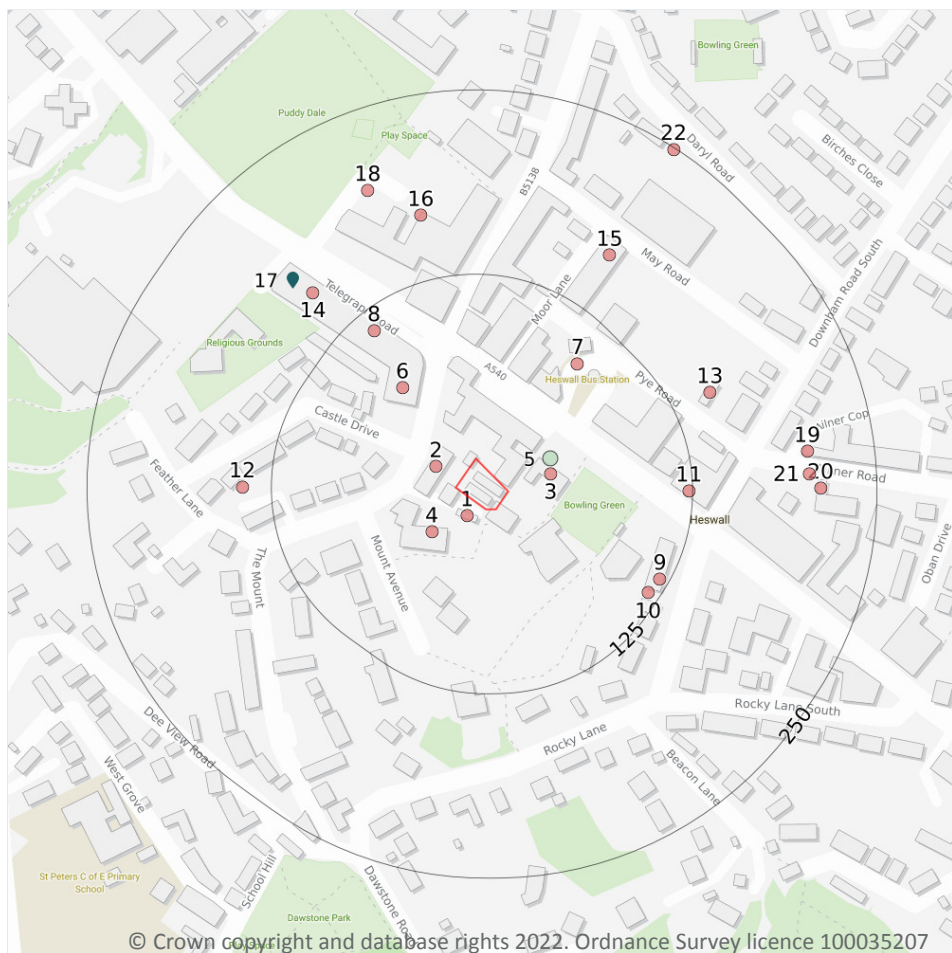 Bowling Green
22
Daryl Road
Birches Close
Puddy Dale
Play Space
B5138
18
16
15
May Road
Downham Road South
17
14
Telegraph Road
Moor Lane
8
Religious Grounds
A540
7
Heswall Bus Station
6
Pye Road
13
Castle Drive
Milner Cop
19
2
5
3
21
20
Milner Road
12
Feather Lane
1
11
Bowling Green
Heswall
4
Oban Drive
The Mount
Mount Avenue
9
10
125
Rocky Lane South
250
Dee View Road
Rocky Lane
West Grove
Beacon Lane
St Peters C of E Primary
School
School Hill
Dawstone Park
Dawstone Road
© Crown copyright and database rights 2022. Ordnance Survey licence 100035207